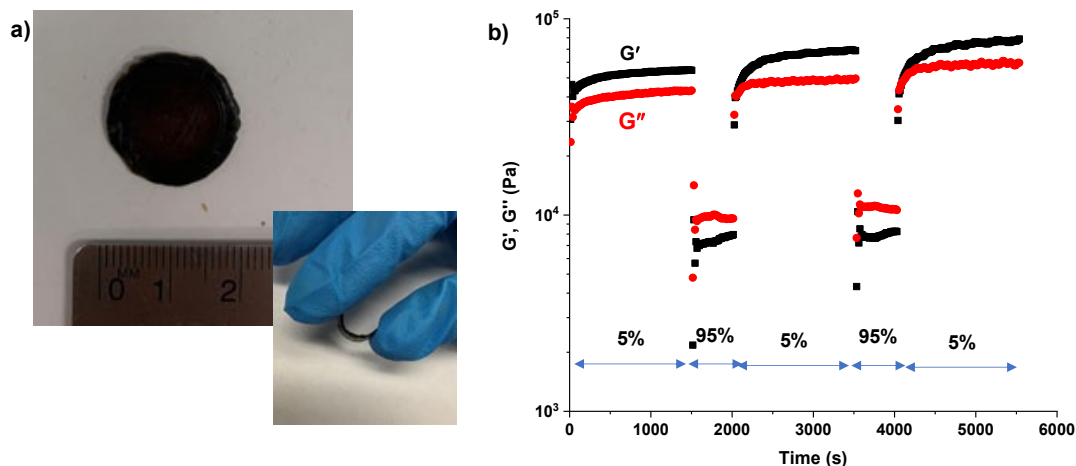 a)
0 MM 1 2
b)
G', G'' (Pa)
10⁵
10⁴
10³
G′
G″
5% 95% 5% 95% 5%
0 1000 2000 3000 4000 5000 6000
Time (s)